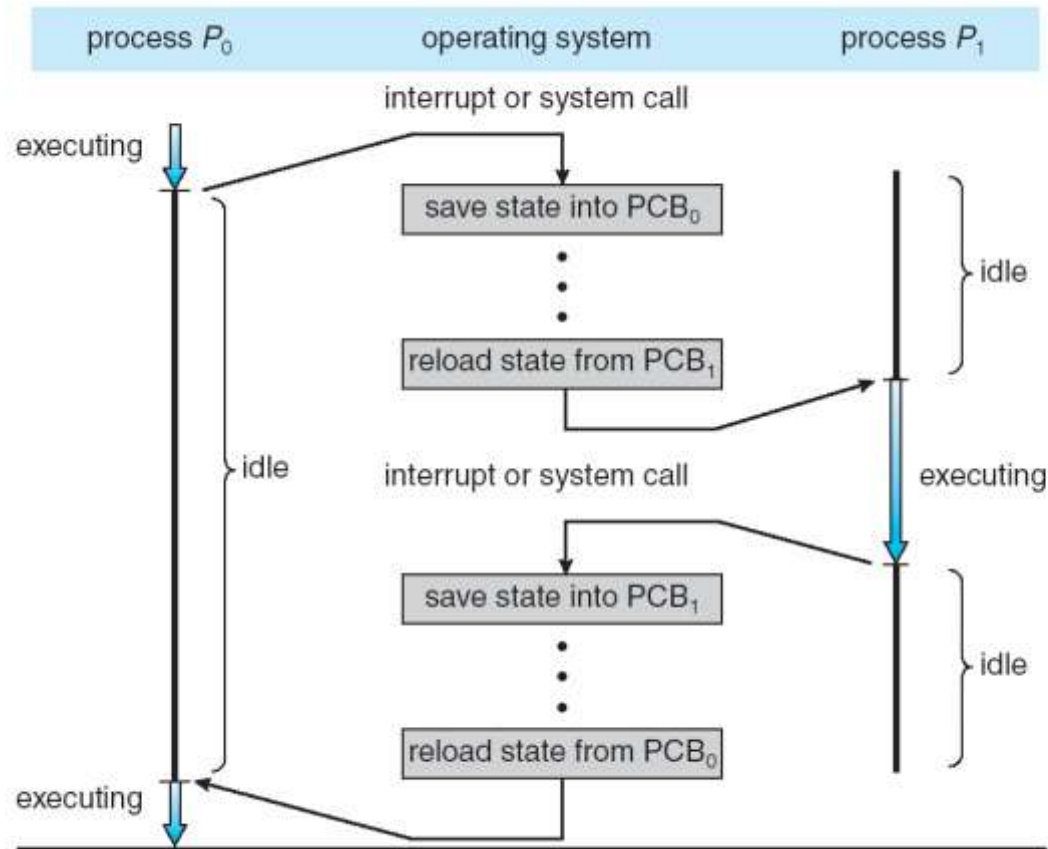 process P₀ operating system process P₁
interrupt or system call
executing
save state into PCB₀
idle
reload state from PCB₁
idle
interrupt or system call
executing
save state into PCB₁
idle
reload state from PCB₀
executing